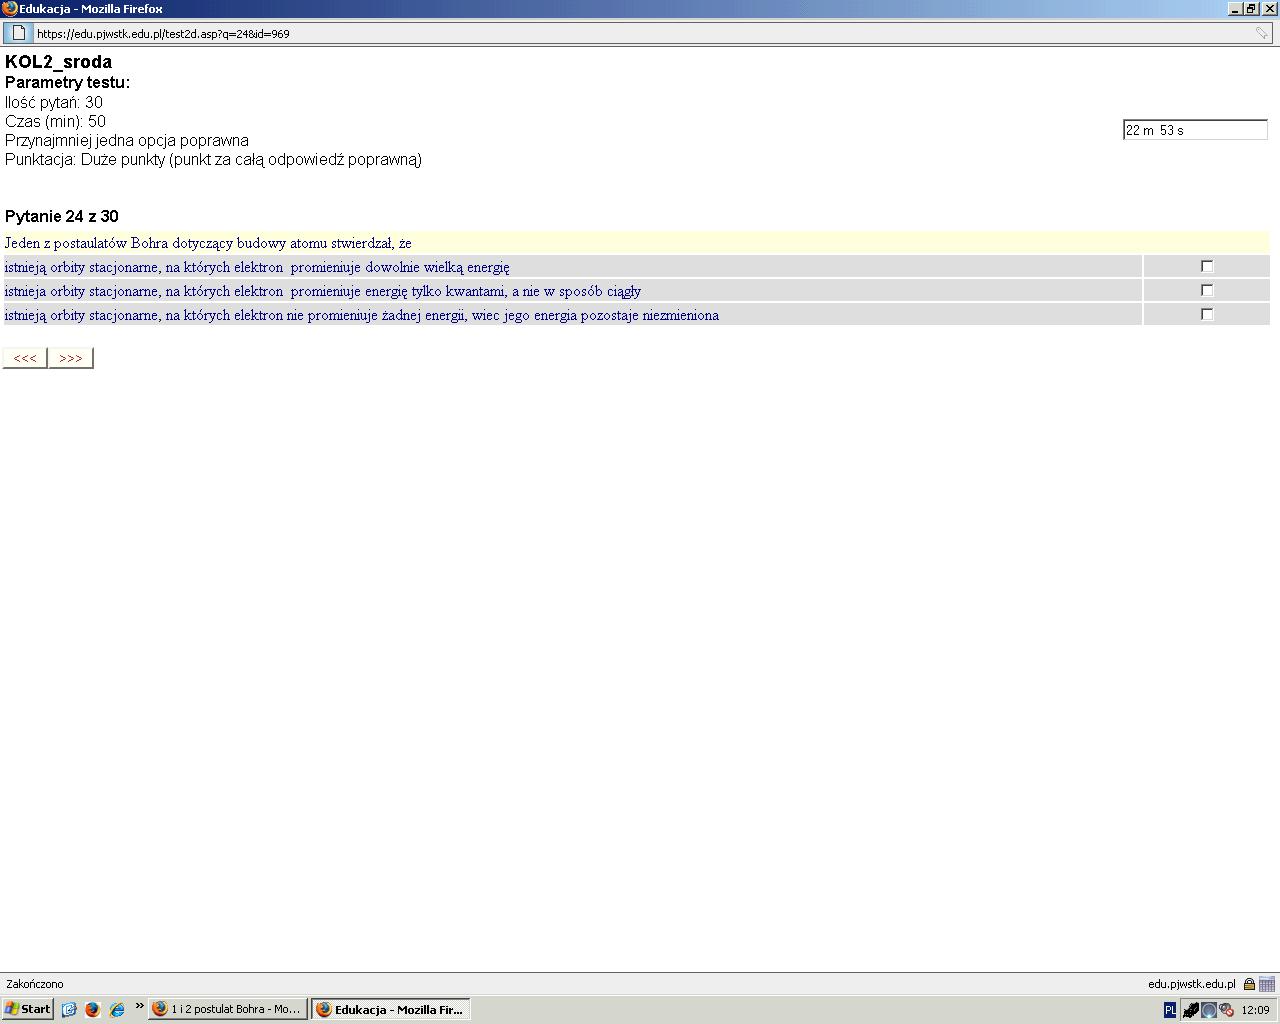 Edukacja - Mozilla Firefox
https://edu.pjwstk.edu.pl/test2d.asp?q=24&id=969
KOL2_sroda
Parametry testu:
Ilość pytań: 30
Czas (min): 50
22 m 53 s
Przynajmniej jedna opcja poprawna
Punktacja: Duże punkty (punkt za całą odpowiedź poprawną)
Pytanie 24 z 30
Jeden z postaulatów Bohra dotyczący budowy atomu stwierdzał, że
istnieją orbity stacjonarne, na których elektron promieniuje dowolnie wielką energię
istnieja orbity stacjonarne, na których elektron promieniuje energię tylko kwantami, a nie w sposób ciągły
istnieją orbity stacjonarne, na których elektron nie promieniuje żadnej energii, wiec jego energia pozostaje niezmieniona
<<< >>>
Zakończono edu.pjwstk.edu.pl
Start » 1 i 2 postulat Bohra - Mo... Edukacja - Mozilla Fir... PL 12:09